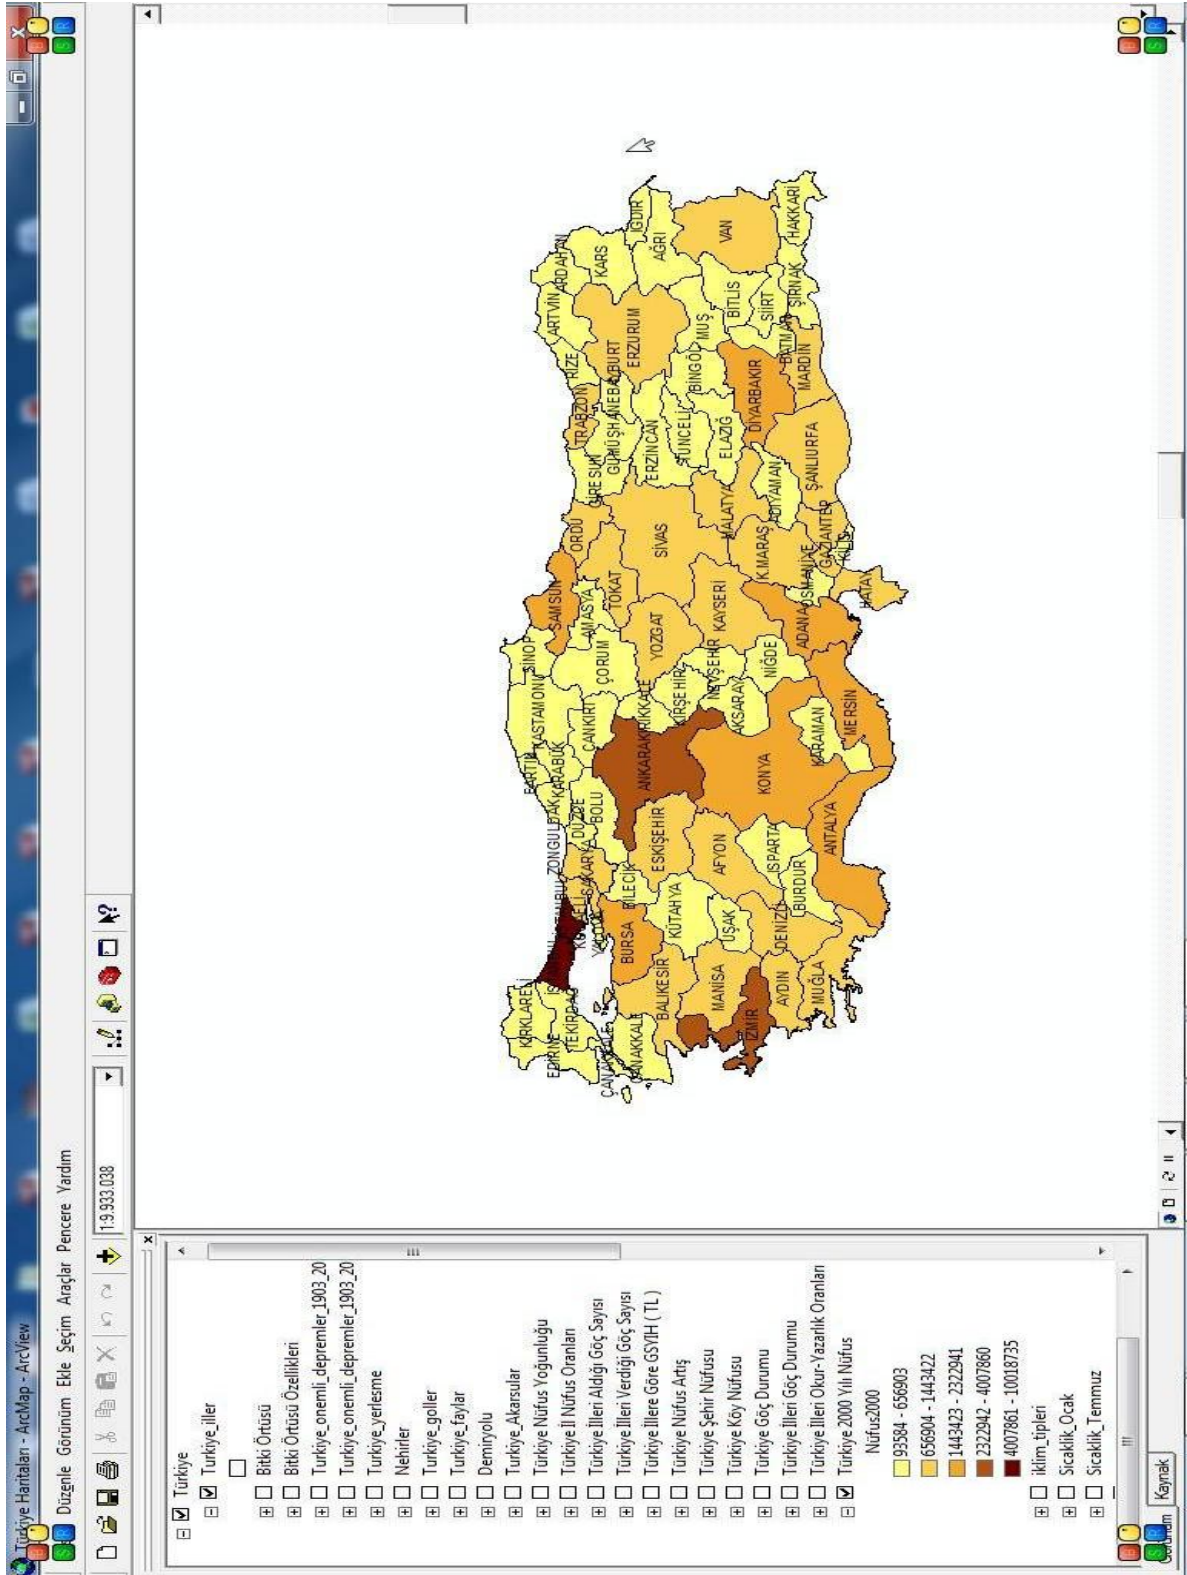 Türkiye Haritaları - ArcMap - ArcView
Düzenle Görünüm Ekle Seçim Araçlar Pencere Yardım
1:9.933.038
Türkiye
Turkiye_iller
Bitki Örtüsü
Bitki Örtüsü Özellikleri
Turkiye_onemli_depremler_1903_20
Turkiye_onemli_depremler_1903_20
Turkiye_yerlesme
Nehirler
Turkiye_goller
Turkiye_faylar
Demiryolu
Turkiye_Akarsular
Türkiye Nüfus Yoğunluğu
Türkiye İl Nüfus Oranları
Türkiye İlleri Aldığı Göç Sayısı
Türkiye İlleri Verdiği Göç Sayısı
Türkiye İllere Göre GSYIH ( TL )
Türkiye Nüfus Artış
Türkiye Şehir Nüfusu
Türkiye Köy Nüfusu
Türkiye Göç Durumu
Türkiye İlleri Göç Durumu
Türkiye İlleri Okur-Yazarlık Oranları
Türkiye 2000 Yılı Nüfus
Nüfus2000
93584 - 656903
656904 - 1443422
1443423 - 2322941
2322942 - 4007860
4007861 - 10018735
iklim_tipleri
Sicaklik_Ocak
Sicaklik_Temmuz
Görünüm Kaynak
KIRKLARELİ
EDİRNE
TEKİRDAĞ
İSTANBUL
ÇANAKKALE
ÇANAKKALE
YALOVA
KOCAELİ
SAKARYA
ZONGULDAK
DÜZCE
BOLU
BARTIN
KARABÜK
KASTAMONU
SİNOP
ÇANKIRI
ÇORUM
SAMSUN
AMASYA
ORDU
TOKAT
GİRESUN
TRABZON
GÜMÜŞHANE
BAYBURT
RİZE
ARTVİN
ARDAHAN
KARS
IĞDIR
AĞRI
ERZURUM
ERZİNCAN
TUNCELİ
BİNGÖL
MUŞ
BİTLİS
VAN
HAKKARİ
SİİRT
ŞIRNAK
BATMAN
MARDİN
DİYARBAKIR
ELAZIĞ
MALATYA
ADIYAMAN
ŞANLIURFA
GAZİANTEP
KİLİS
K.MARAŞ
OSMANİYE
HATAY
ADANA
SİVAS
YOZGAT
KAYSERİ
NEVŞEHİR
KIRŞEHİR
KIRIKKALE
ANKARA
AKSARAY
NİĞDE
MERSİN
KARAMAN
KONYA
ANTALYA
ISPARTA
BURDUR
AFYON
ESKİŞEHİR
BİLECİK
BURSA
KÜTAHYA
UŞAK
DENİZLİ
BALIKESİR
MANİSA
İZMİR
AYDIN
MUĞLA